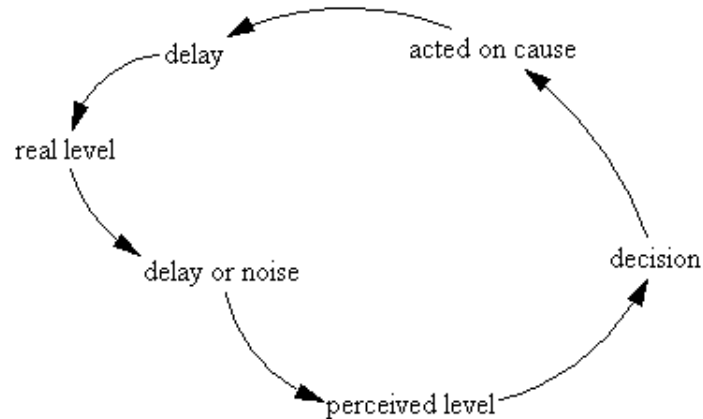 delay
acted on cause
real level
delay or noise
decision
perceived level